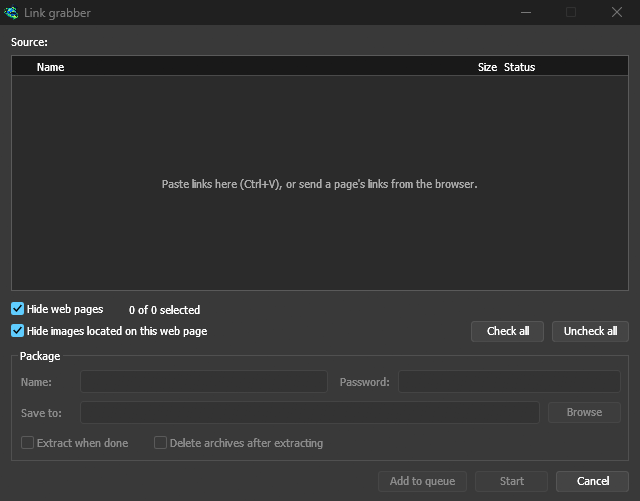 Link grabber
Source:
Name Size Status
Paste links here (Ctrl+V), or send a page's links from the browser.
Hide web pages 0 of 0 selected
Hide images located on this web page Check all Uncheck all
Package
Name: Password:
Save to: Browse
Extract when done Delete archives after extracting
Add to queue Start Cancel